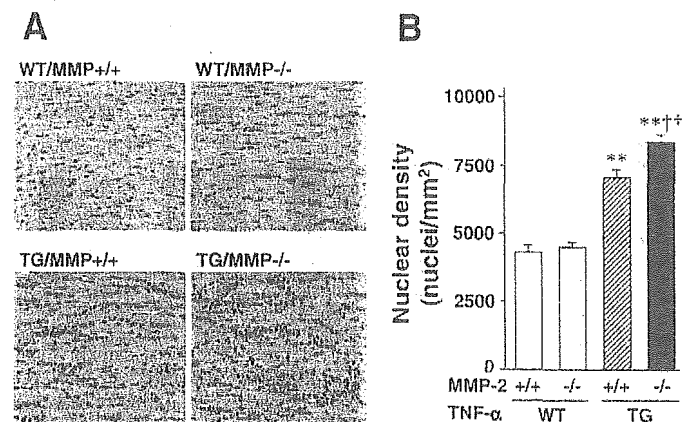 A
WT/MMP+/+
WT/MMP-/-
TG/MMP+/+
TG/MMP-/-
B
Nuclear density
(nuclei/mm²)
10000
7500
5000
2500
0
**
**††
MMP-2 +/+ -/- +/+ -/-
TNF-α WT TG